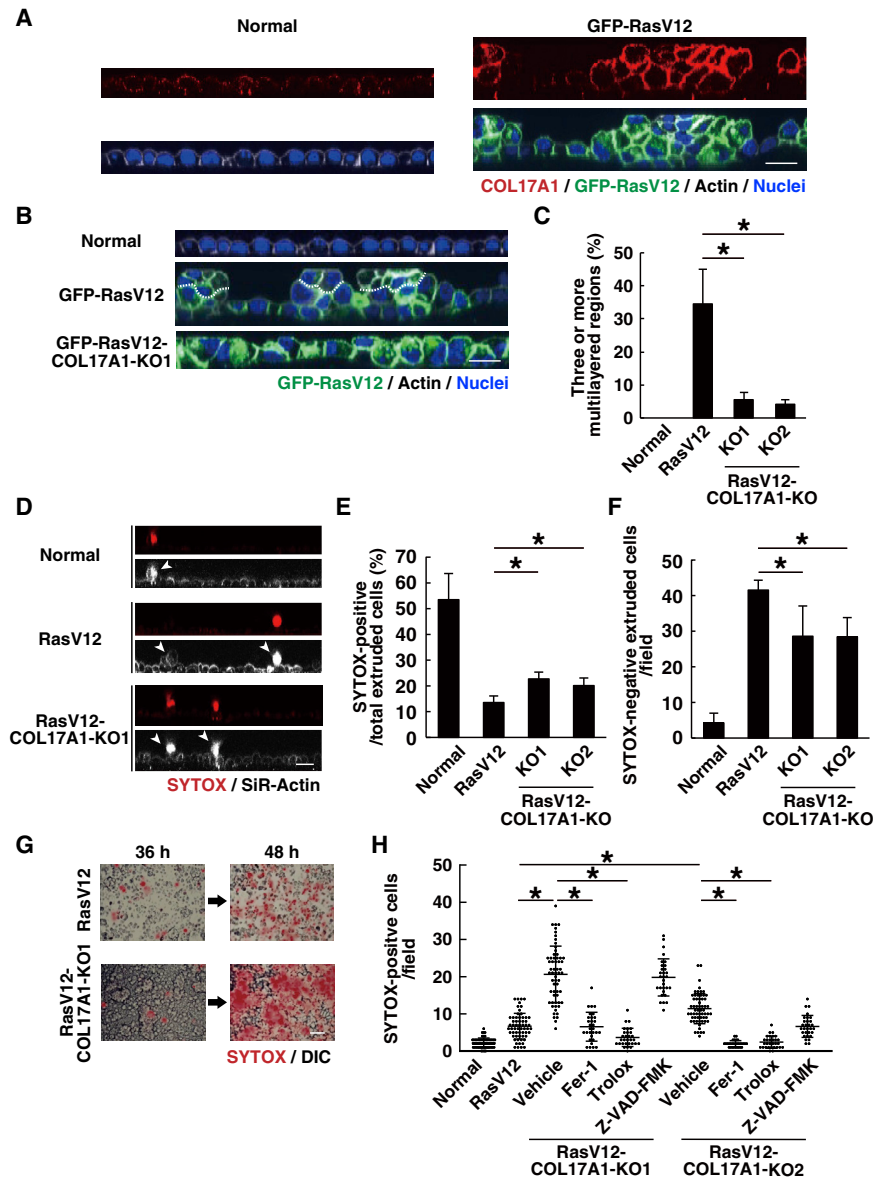 A
Normal
GFP-RasV12
COL17A1 / GFP-RasV12 / Actin / Nuclei
B
Normal
GFP-RasV12
GFP-RasV12-
COL17A1-KO1
GFP-RasV12 / Actin / Nuclei
C
Three or more
multilayered regions (%)
50
40
30
20
10
0
* *
Normal
RasV12
KO1
KO2
RasV12-
COL17A1-KO
D
Normal
RasV12
RasV12-
COL17A1-KO1
SYTOX / SiR-Actin
E
SYTOX-positive
/total extruded cells (%)
70
60
50
40
30
20
10
0
* *
Normal
RasV12
KO1
KO2
RasV12-
COL17A1-KO
F
SYTOX-negative extruded cells
/field
50
40
30
20
10
0
* *
Normal
RasV12
KO1
KO2
RasV12-
COL17A1-KO
G
36 h
48 h
RasV12
RasV12-
COL17A1-KO1
SYTOX / DIC
H
SYTOX-positve cells
/field
50
40
30
20
10
0
* * * * * *
Normal
RasV12
Vehicle
Fer-1
Trolox
Z-VAD-FMK
Vehicle
Fer-1
Trolox
Z-VAD-FMK
RasV12-
COL17A1-KO1
RasV12-
COL17A1-KO2